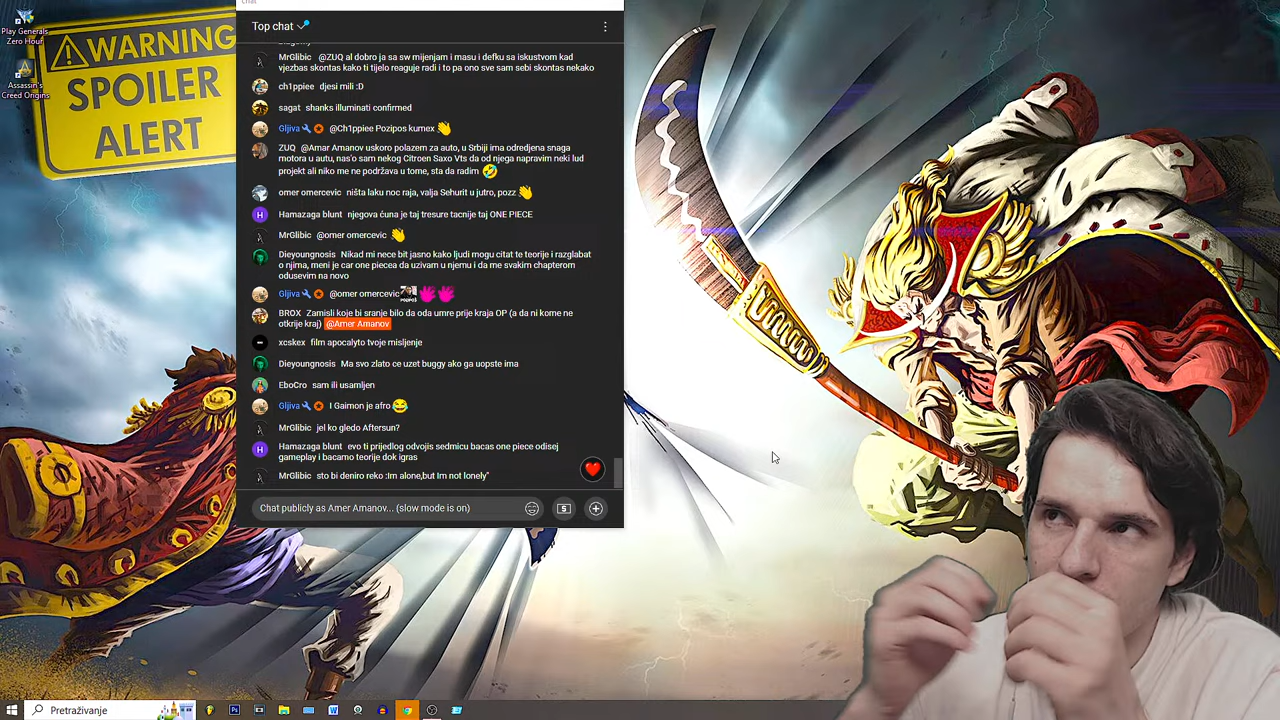 Chat
Play Generals
Zero Hour
Assassin's
Creed Origins
WARNING
SPOILER
ALERT
Top chat
MrGlibic @ZUQ al dobro ja sa sw mijenjam i masu i defku sa iskustvom kad
vjezbas skontas kako ti tijelo reaguje radi i to pa ono sve sam sebi skontas nekako
ch1ppiee djesi mili :D
sagat shanks illuminati confirmed
Gljiva @Ch1ppiee Pozipos kumex 👋
ZUQ @Amar Amanov uskoro polazem za auto, u Srbiji ima odredjena snaga
motora u autu, nas'o sam nekog Citroen Saxo Vts da od njega napravim neki lud
projekt ali niko me ne podržava u tome, sta da radim 🤣
omer omercevic ništa laku noc raja, valja Sehurit u jutro, pozz 👋
H Hamazaga blunt njegova ćuna je taj tresure tacnije taj ONE PIECE
MrGlibic @omer omercevic 👋
Dieyoungnosis Nikad mi nece bit jasno kako ljudi mogu citat te teorije i razglabat
o njima, meni je car one piecea da uzivam u njemu i da me svakim chapterom
odusevim na novo
Gljiva @omer omercevic
BROX Zamisli koje bi sranje bilo da oda umre prije kraja OP (a da ni kome ne
otkrije kraj) @Amer Amanov
xcskex film apocalyto tvoje misljenje
Dieyoungnosis Ma svo zlato ce uzet buggy ako ga uopste ima
EboCro sam ili usamljen
Gljiva I Gaimon je afro 😂
MrGlibic jel ko gledo Aftersun?
H Hamazaga blunt evo ti prijedlog odvojis sedmicu bacas one piece odisej
gameplay i bacamo teorije dok igras
MrGlibic sto bi deniro reko :Im alone,but Im not lonely"
Chat publicly as Amer Amanov... (slow mode is on)
Pretraživanje